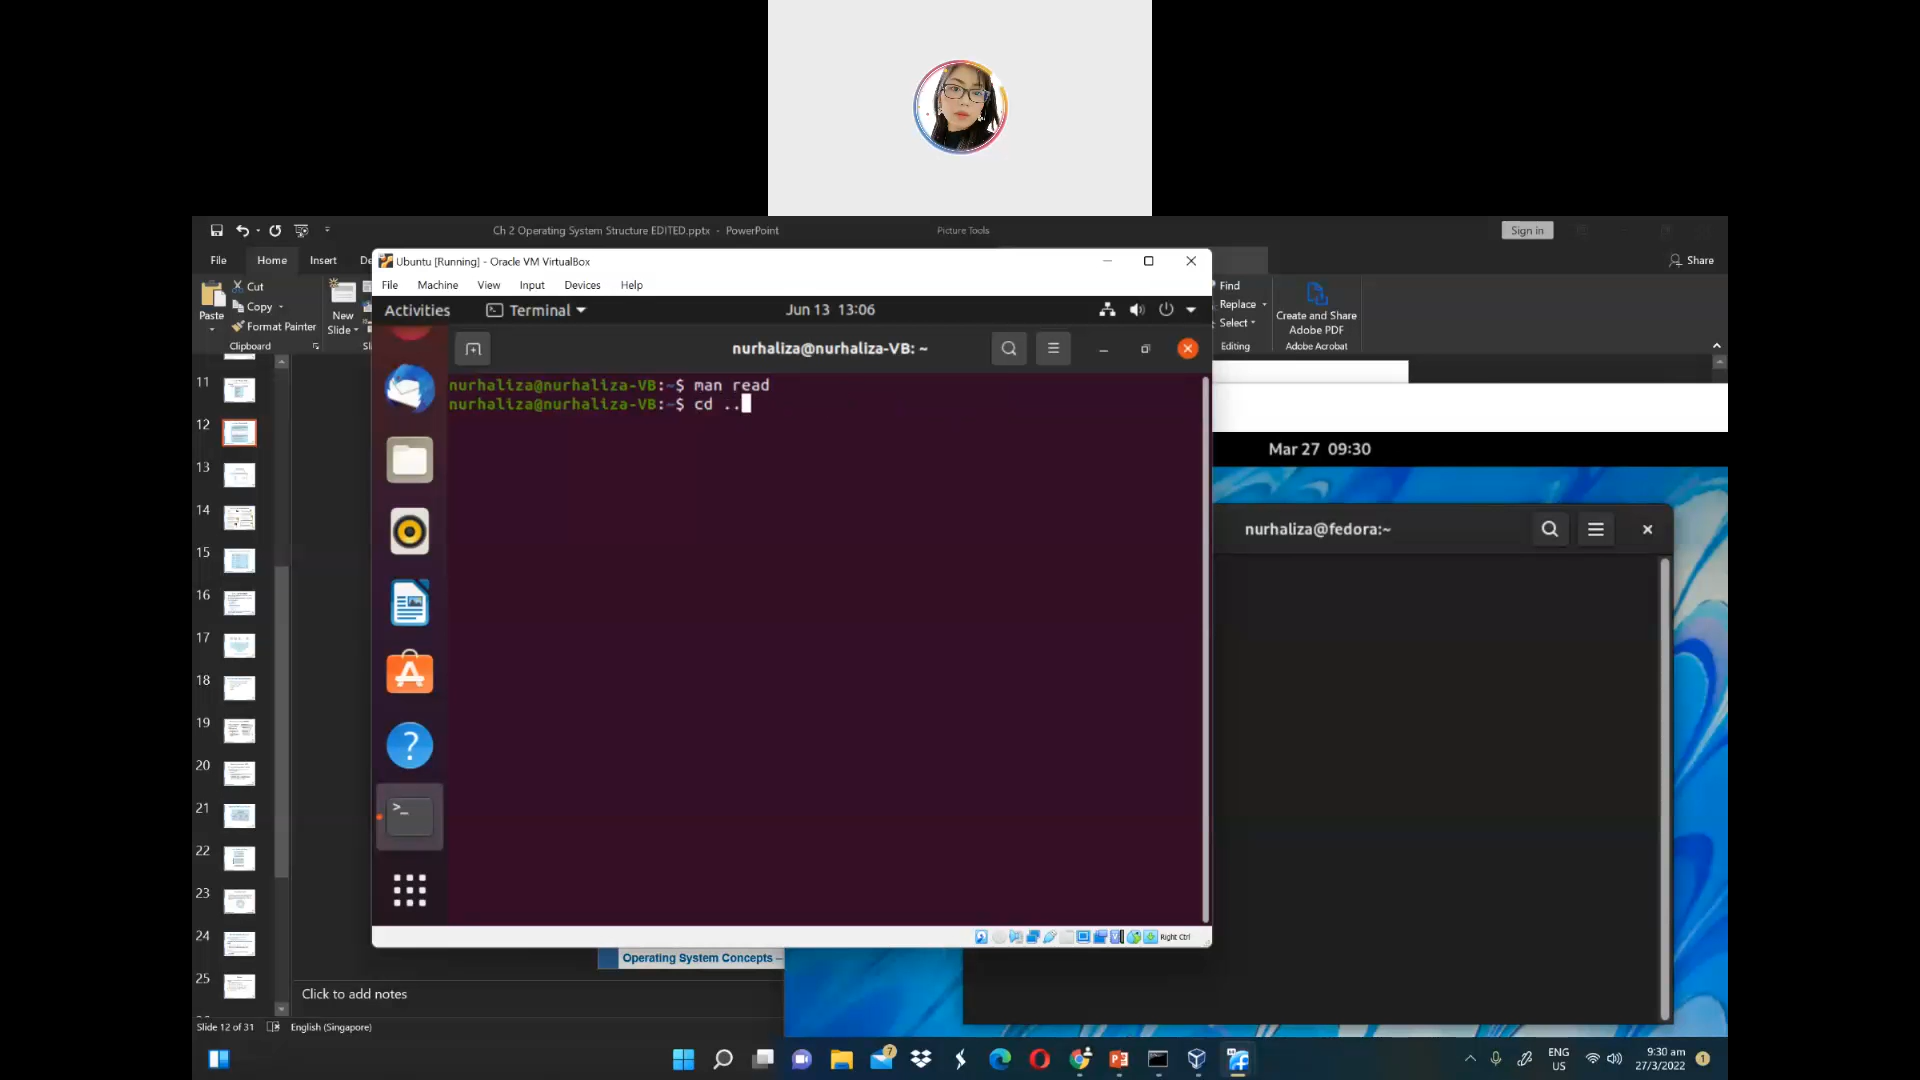 Ch 2 Operating System Structure EDITED.pptx - PowerPoint
Picture Tools
Sign in
File
Home
Insert
Share
Ubuntu [Running] - Oracle VM VirtualBox
File Machine View Input Devices Help
Activities
Terminal
Jun 13 13:06
nurhaliza@nurhaliza-VB: ~
nurhaliza@nurhaliza-VB:~$ man read
nurhaliza@nurhaliza-VB:~$ cd ..
Right Ctrl
Paste
Cut
Copy
Format Painter
Clipboard
New
Slide
Find
Replace
Select
Editing
Create and Share
Adobe PDF
Adobe Acrobat
Mar 27 09:30
nurhaliza@fedora:~
11
12
13
14
15
16
17
18
19
20
21
22
23
24
25
Operating System Concepts –
Click to add notes
Slide 12 of 31
English (Singapore)
7
ENG
US
9:30 am
27/3/2022
1